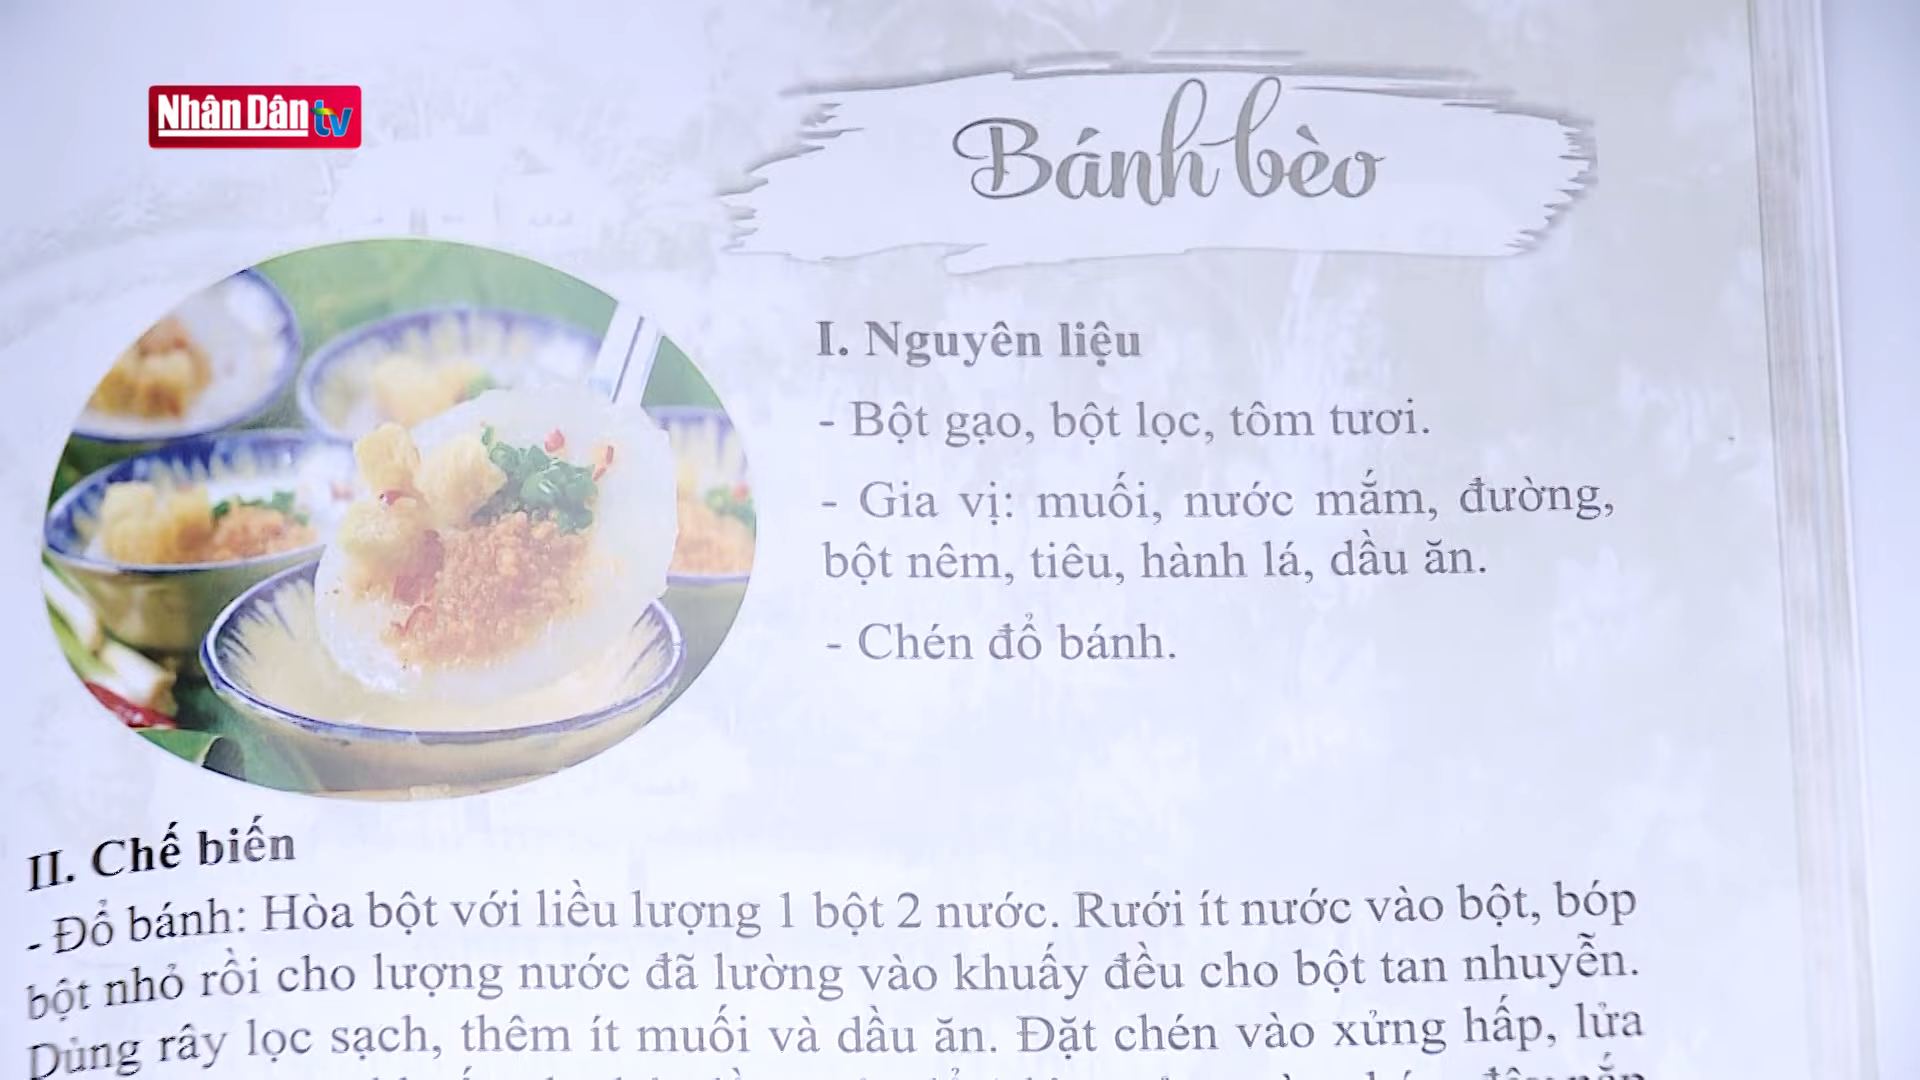 Nhân Dân tv
Bánh bèo
I. Nguyên liệu
- Bột gạo, bột lọc, tôm tươi.
- Gia vị: muối, nước mắm, đường,
bột nêm, tiêu, hành lá, dầu ăn.
- Chén đổ bánh.
II. Chế biến
- Đổ bánh: Hòa bột với liều lượng 1 bột 2 nước. Rưới ít nước vào bột, bóp
bột nhỏ rồi cho lượng nước đã lường vào khuấy đều cho bột tan nhuyễn.
Dùng rây lọc sạch, thêm ít muối và dầu ăn. Đặt chén vào xửng hấp, lửa